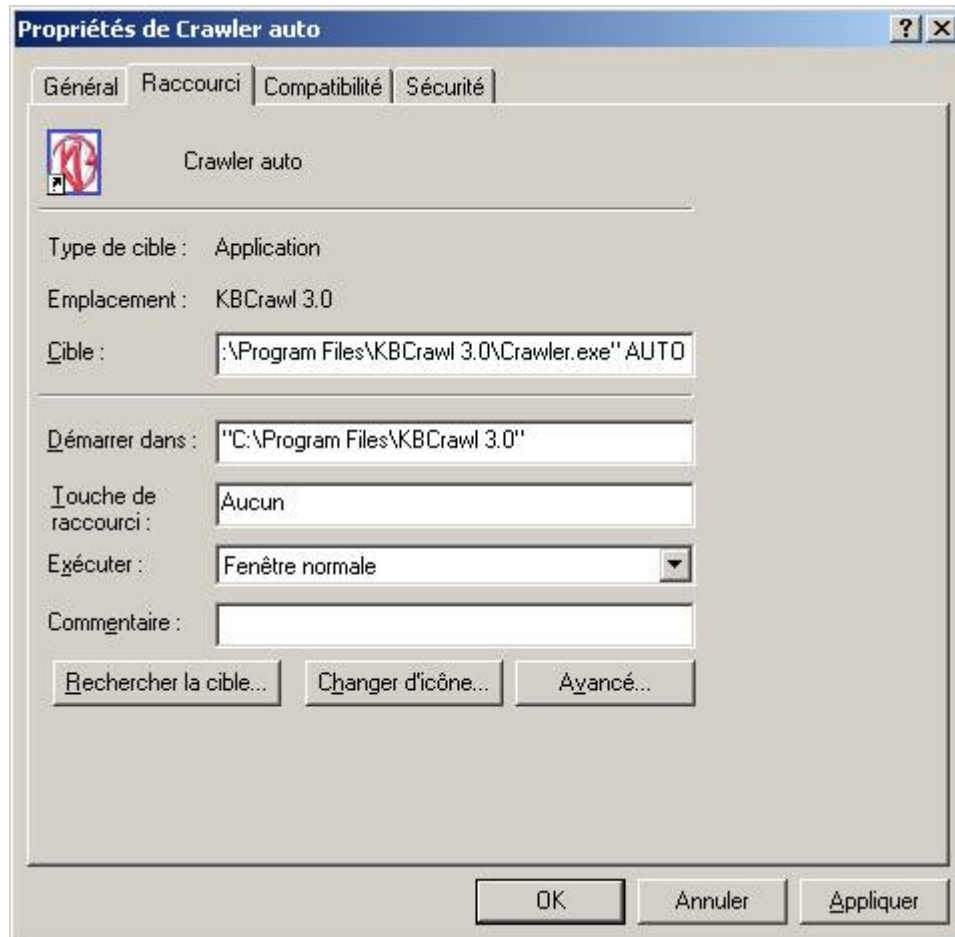 Propriétés de Crawler auto
Général Raccourci Compatibilité Sécurité
KB
Crawler auto
Type de cible : Application
Emplacement : KBCrawl 3.0
Cible : :\Program Files\KBCrawl 3.0\Crawler.exe" AUTO
Démarrer dans : "C:\Program Files\KBCrawl 3.0"
Touche de
raccourci : Aucun
Exécuter : Fenêtre normale
Commentaire :
Rechercher la cible... Changer d'icône... Avancé...
OK Annuler Appliquer